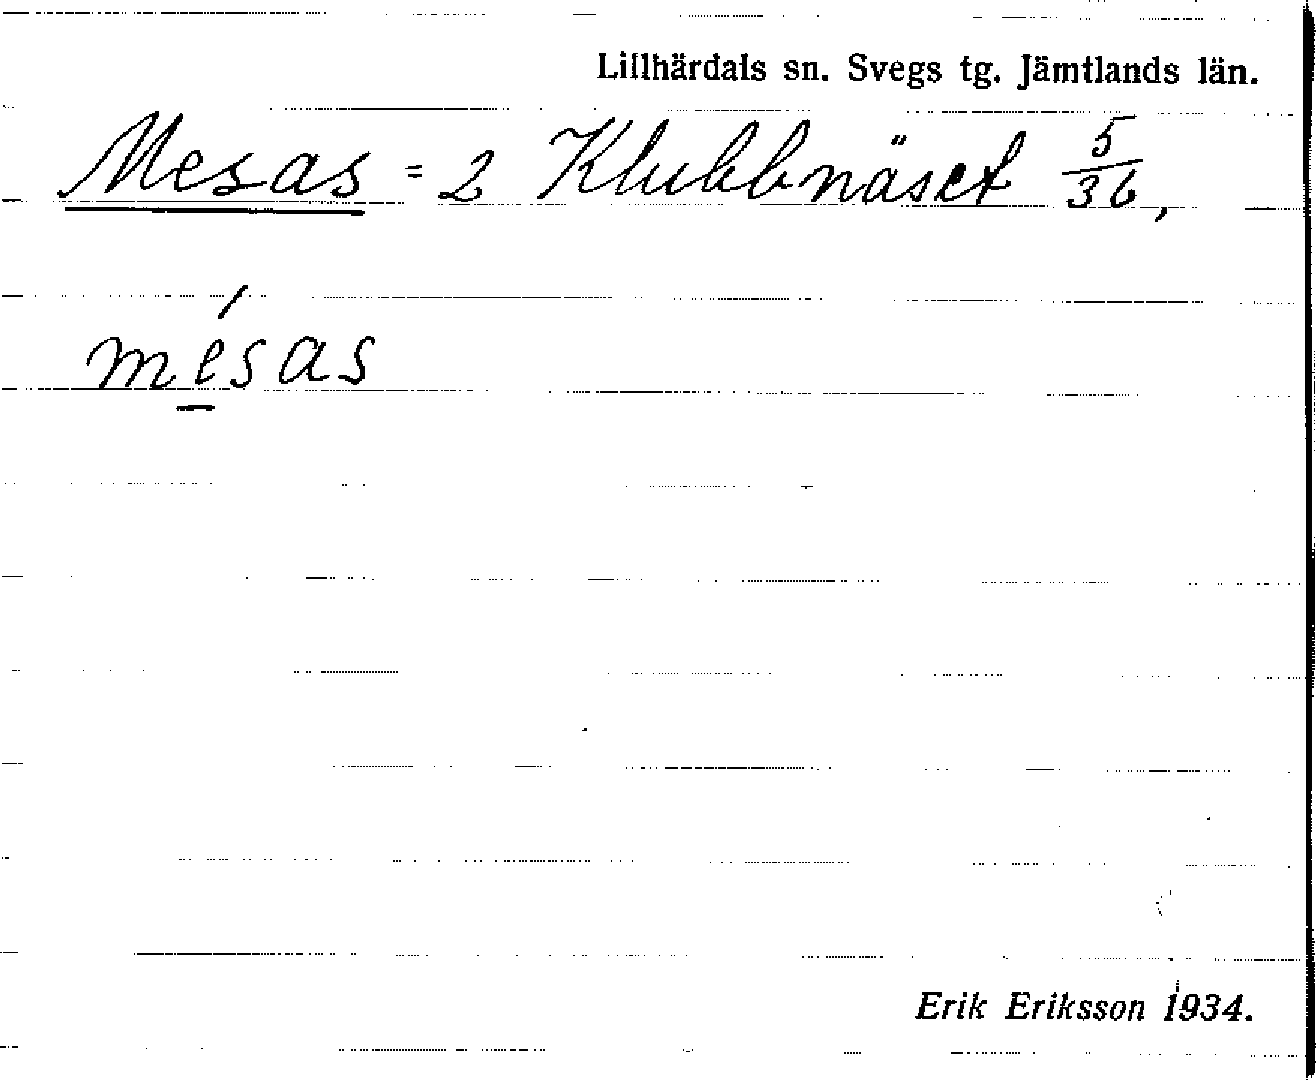 Lillhärdals sn. Svegs tg. Jämtlands län.
Mesas = 2 Klubbnäset 5/36,
mésas
Erik Eriksson 1934.